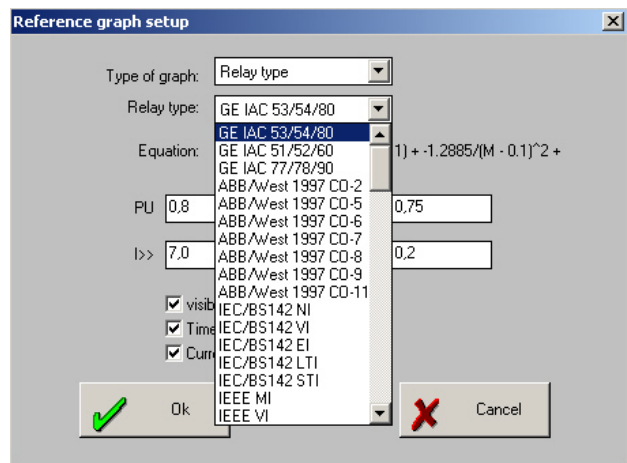 Reference graph setup
Type of graph: Relay type
Relay type: GE IAC 53/54/80
GE IAC 53/54/80
GE IAC 51/52/60
Equation: 1) + -1.2885/(M - 0.1)^2 +
GE IAC 77/78/90
ABB/West 1997 CO-2
ABB/West 1997 CO-5
PU 0,8 0,75
ABB/West 1997 CO-6
ABB/West 1997 CO-7
ABB/West 1997 CO-8
I>> 7,0 0,2
ABB/West 1997 CO-9
ABB/West 1997 CO-11
visib
IEC/BS142 NI
Time
IEC/BS142 VI
Curr
IEC/BS142 EI
IEC/BS142 LTI
IEC/BS142 STI
IEEE MI
IEEE VI
Ok Cancel